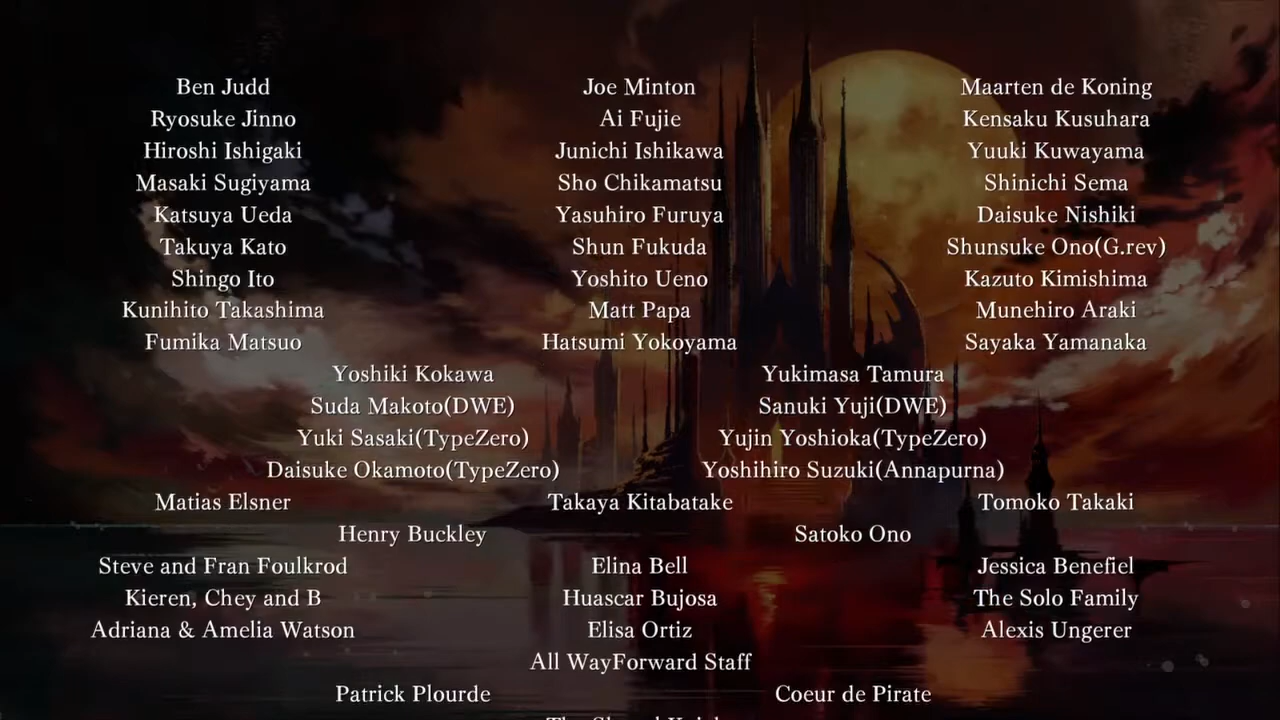 Ben Judd Joe Minton Maarten de Koning
Ryosuke Jinno Ai Fujie Kensaku Kusuhara
Hiroshi Ishigaki Junichi Ishikawa Yuuki Kuwayama
Masaki Sugiyama Sho Chikamatsu Shinichi Sema
Katsuya Ueda Yasuhiro Furuya Daisuke Nishiki
Takuya Kato Shun Fukuda Shunsuke Ono(G.rev)
Shingo Ito Yoshito Ueno Kazuto Kimishima
Kunihito Takashima Matt Papa Munehiro Araki
Fumika Matsuo Hatsumi Yokoyama Sayaka Yamanaka
Yoshiki Kokawa Yukimasa Tamura
Suda Makoto(DWE) Sanuki Yuji(DWE)
Yuki Sasaki(TypeZero) Yujin Yoshioka(TypeZero)
Daisuke Okamoto(TypeZero) Yoshihiro Suzuki(Annapurna)
Matias Elsner Takaya Kitabatake Tomoko Takaki
Henry Buckley Satoko Ono
Steve and Fran Foulkrod Elina Bell Jessica Benefiel
Kieren, Chey and B Huascar Bujosa The Solo Family
Adriana & Amelia Watson Elisa Ortiz Alexis Ungerer
All WayForward Staff
Patrick Plourde Coeur de Pirate